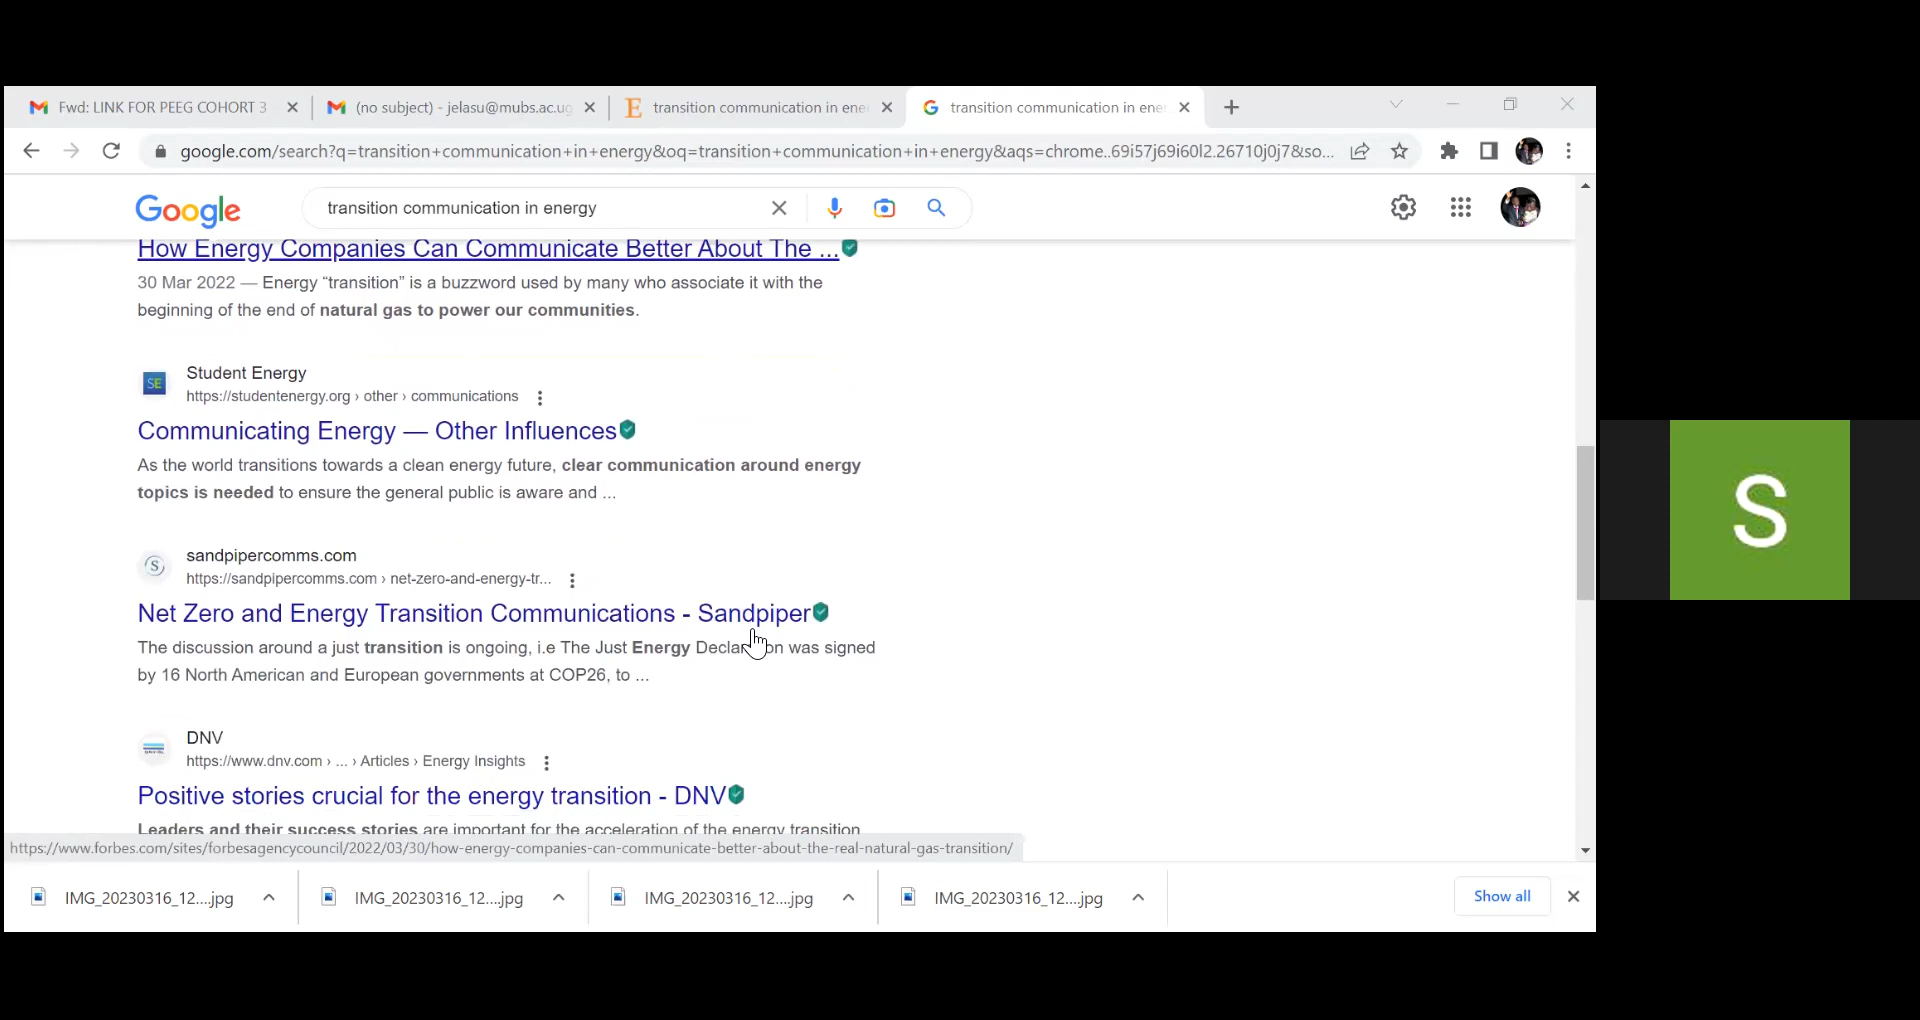 Fwd: LINK FOR PEEG COHORT 3
(no subject) - jelasu@mubs.ac.ug
E transition communication in ene
transition communication in ene
google.com/search?q=transition+communication+in+energy&oq=transition+communication+in+energy&aqs=chrome..69i57j69i60l2.26710j0j7&so...
Google
transition communication in energy
How Energy Companies Can Communicate Better About The ...
30 Mar 2022 — Energy “transition” is a buzzword used by many who associate it with the
beginning of the end of natural gas to power our communities.
SE
Student Energy
https://studentenergy.org › other › communications
Communicating Energy — Other Influences
As the world transitions towards a clean energy future, clear communication around energy
topics is needed to ensure the general public is aware and ...
S
sandpipercomms.com
https://sandpipercomms.com › net-zero-and-energy-tr...
Net Zero and Energy Transition Communications - Sandpiper
The discussion around a just transition is ongoing, i.e The Just Energy Declaration was signed
by 16 North American and European governments at COP26, to ...
DNV
https://www.dnv.com › ... › Articles › Energy Insights
Positive stories crucial for the energy transition - DNV
Leaders and their success stories are important for the acceleration of the energy transition
https://www.forbes.com/sites/forbesagencycouncil/2022/03/30/how-energy-companies-can-communicate-better-about-the-real-natural-gas-transition/
IMG_20230316_12....jpg
IMG_20230316_12....jpg
IMG_20230316_12....jpg
IMG_20230316_12....jpg
Show all
S